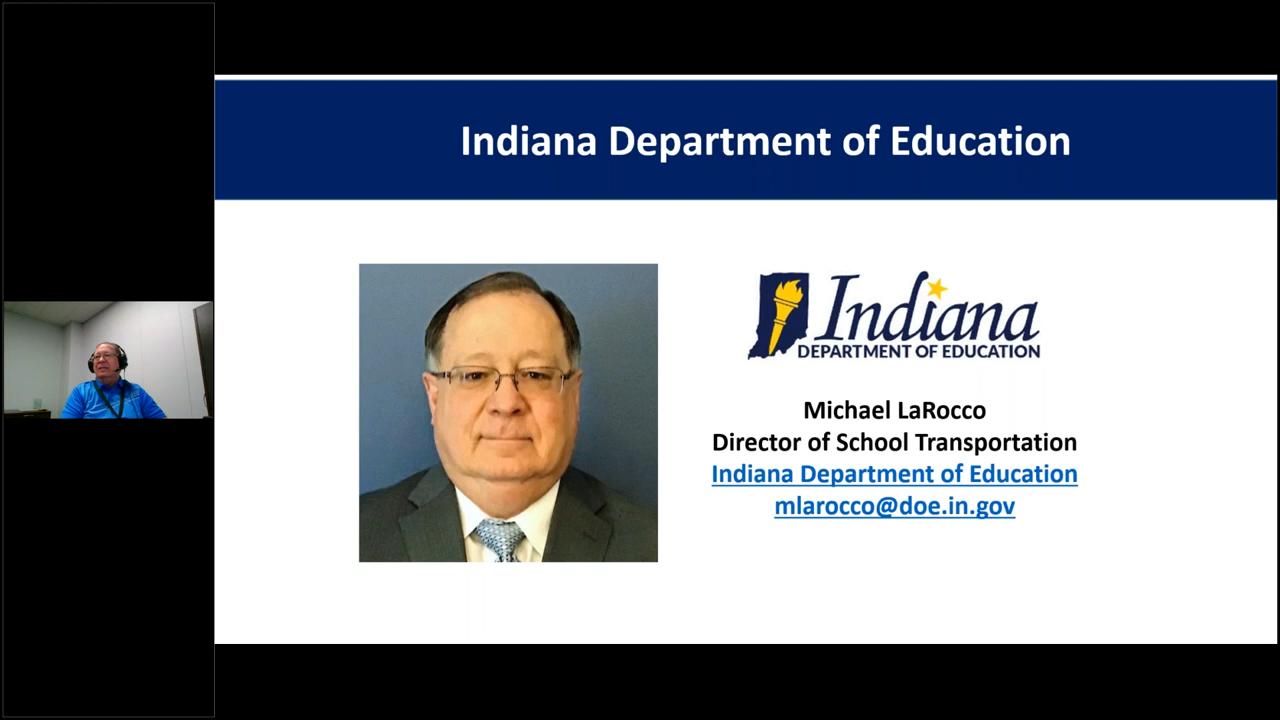 Indiana Department of Education
Indiana
DEPARTMENT OF EDUCATION
Michael LaRocco
Director of School Transportation
Indiana Department of Education
mlarocco@doe.in.gov